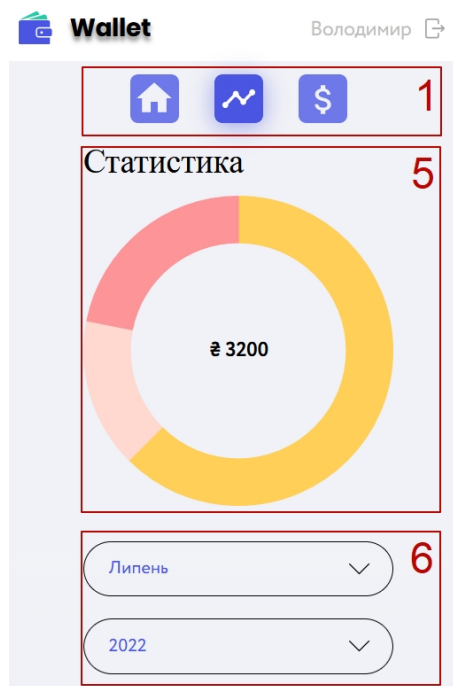 Wallet
Володимир
1
$
Статистика
5
₴ 3200
6
Липень
2022